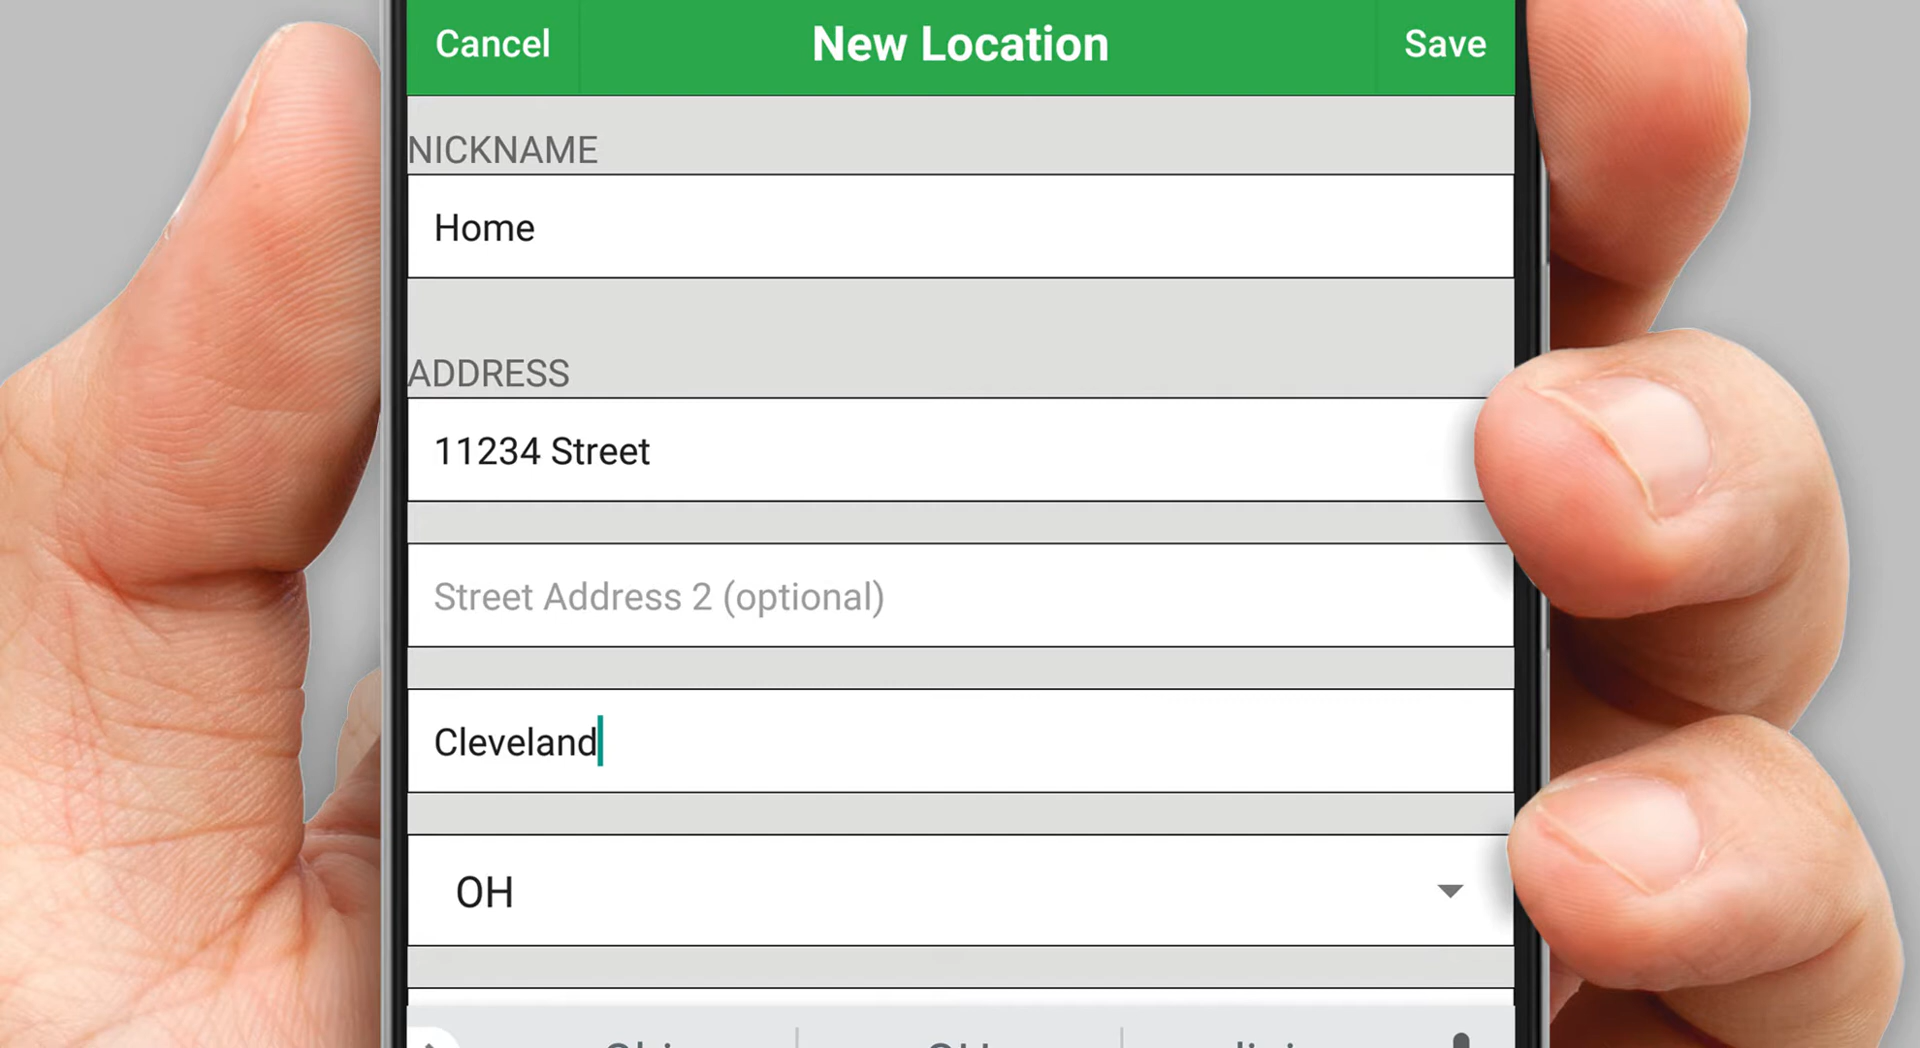 Cancel New Location Save
NICKNAME
Home
ADDRESS
11234 Street
Street Address 2 (optional)
Cleveland
OH